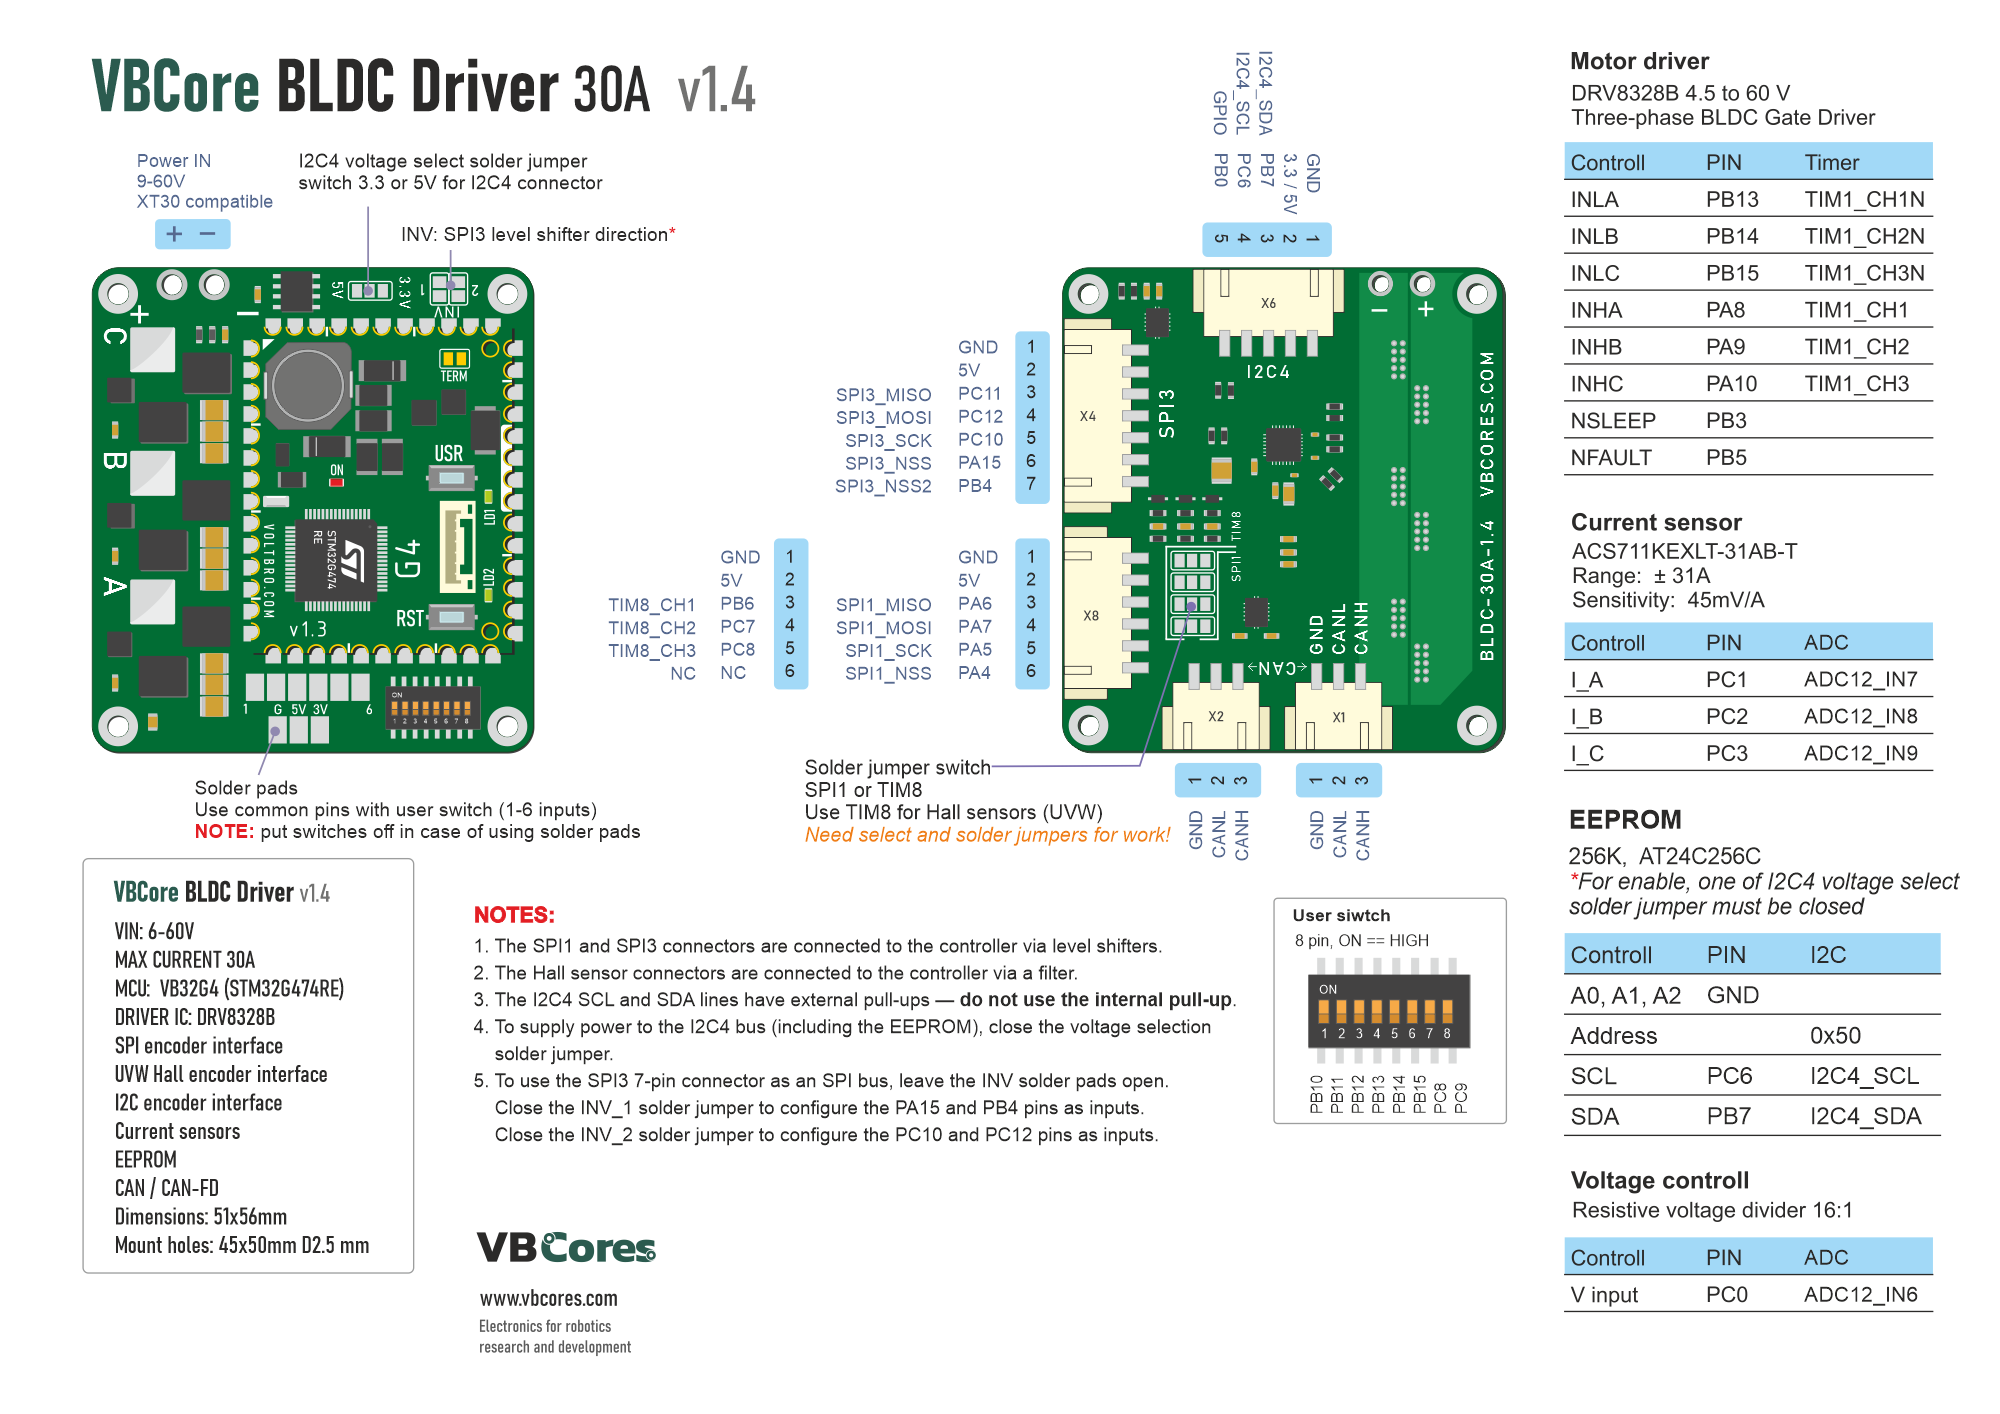 VBCore BLDC Driver 30A v1.4
Power IN
9-60V
XT30 compatible
+ −
I2C4 voltage select solder jumper
switch 3.3 or 5V for I2C4 connector
INV: SPI3 level shifter direction*
5V
3.3V
1
2
INV
+
−
C
B
A
TERM
USR
ON
LD1
VOLTBRO.COM
STM32G474
RE
G4
LD2
RST
v1.3
1 G 5V 3V 6
ON
1 2 3 4 5 6 7 8
Solder pads
Use common pins with user switch (1-6 inputs)
NOTE: put switches off in case of using solder pads
I2C4_SDA
I2C4_SCL
GPIO
PB0
PC6
PB7
3.3 / 5V
GND
5 4 3 2 1
X6
I2C4
− +
SPI3
X4
GND 1
5V 2
SPI3_MISO PC11 3
SPI3_MOSI PC12 4
SPI3_SCK PC10 5
SPI3_NSS PA15 6
SPI3_NSS2 PB4 7
GND 1
5V 2
TIM8_CH1 PB6 3
TIM8_CH2 PC7 4
TIM8_CH3 PC8 5
NC NC 6
GND 1
5V 2
SPI1_MISO PA6 3
SPI1_MOSI PA7 4
SPI1_SCK PA5 5
SPI1_NSS PA4 6
X8
SPI1 TIM8
GND
CANL
CANH
←CAN→
X2
X1
BLDC-30A-1.4 VBCORES.COM
1 2 3
GND
CANL
CANH
1 2 3
GND
CANL
CANH
Solder jumper switch
SPI1 or TIM8
Use TIM8 for Hall sensors (UVW)
Need select and solder jumpers for work!
VBCore BLDC Driver v1.4
VIN: 6-60V
MAX CURRENT 30A
MCU: VB32G4 (STM32G474RE)
DRIVER IC: DRV8328B
SPI encoder interface
UVW Hall encoder interface
I2C encoder interface
Current sensors
EEPROM
CAN / CAN-FD
Dimensions: 51x56mm
Mount holes: 45x50mm D2.5 mm
NOTES:
1. The SPI1 and SPI3 connectors are connected to the controller via level shifters.
2. The Hall sensor connectors are connected to the controller via a filter.
3. The I2C4 SCL and SDA lines have external pull-ups — do not use the internal pull-up.
4. To supply power to the I2C4 bus (including the EEPROM), close the voltage selection
solder jumper.
5. To use the SPI3 7-pin connector as an SPI bus, leave the INV solder pads open.
Close the INV_1 solder jumper to configure the PA15 and PB4 pins as inputs.
Close the INV_2 solder jumper to configure the PC10 and PC12 pins as inputs.
VBCores
www.vbcores.com
Electronics for robotics
research and development
User siwtch
8 pin, ON == HIGH
ON
1 2 3 4 5 6 7 8
PB10
PB11
PB12
PB13
PB14
PB15
PC8
PC9
Motor driver
DRV8328B 4.5 to 60 V
Three-phase BLDC Gate Driver
Controll PIN Timer
INLA PB13 TIM1_CH1N
INLB PB14 TIM1_CH2N
INLC PB15 TIM1_CH3N
INHA PA8 TIM1_CH1
INHB PA9 TIM1_CH2
INHC PA10 TIM1_CH3
NSLEEP PB3
NFAULT PB5
Current sensor
ACS711KEXLT-31AB-T
Range: ± 31A
Sensitivity: 45mV/A
Controll PIN ADC
I_A PC1 ADC12_IN7
I_B PC2 ADC12_IN8
I_C PC3 ADC12_IN9
EEPROM
256K, AT24C256C
*For enable, one of I2C4 voltage select
solder jumper must be closed
Controll PIN I2C
A0, A1, A2 GND
Address 0x50
SCL PC6 I2C4_SCL
SDA PB7 I2C4_SDA
Voltage controll
Resistive voltage divider 16:1
Controll PIN ADC
V input PC0 ADC12_IN6